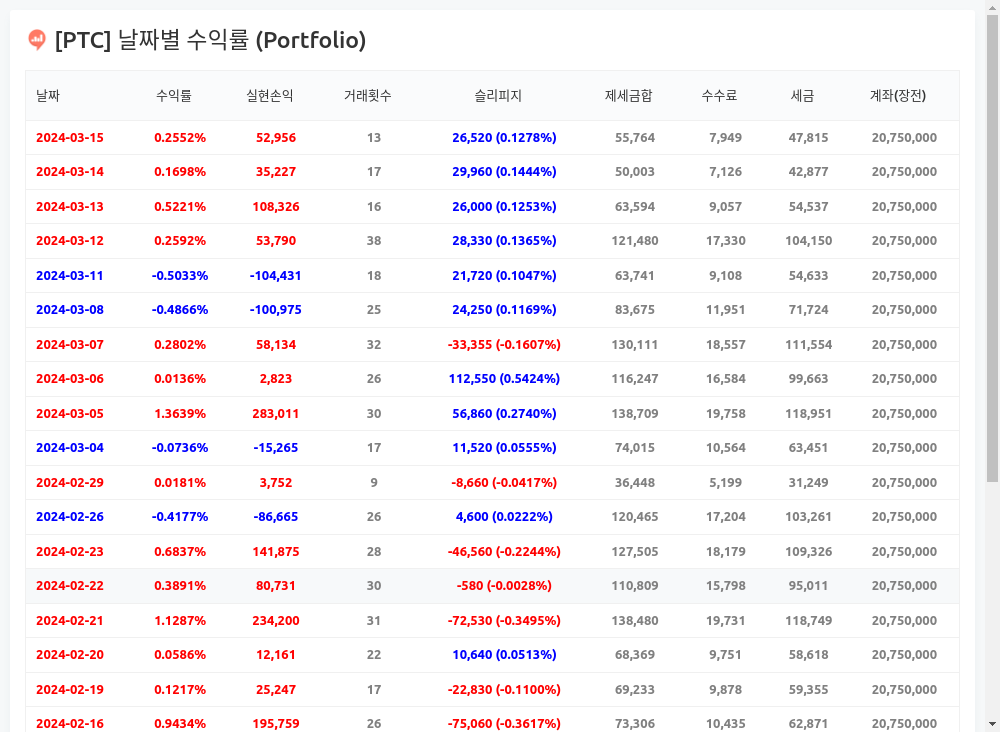 [PTC] 날짜별 수익률 (Portfolio)
날짜 수익률 실현손익 거래횟수 슬리피지 제세금합 수수료 세금 계좌(장전)
2024-03-15 0.2552% 52,956 13 26,520 (0.1278%) 55,764 7,949 47,815 20,750,000
2024-03-14 0.1698% 35,227 17 29,960 (0.1444%) 50,003 7,126 42,877 20,750,000
2024-03-13 0.5221% 108,326 16 26,000 (0.1253%) 63,594 9,057 54,537 20,750,000
2024-03-12 0.2592% 53,790 38 28,330 (0.1365%) 121,480 17,330 104,150 20,750,000
2024-03-11 -0.5033% -104,431 18 21,720 (0.1047%) 63,741 9,108 54,633 20,750,000
2024-03-08 -0.4866% -100,975 25 24,250 (0.1169%) 83,675 11,951 71,724 20,750,000
2024-03-07 0.2802% 58,134 32 -33,355 (-0.1607%) 130,111 18,557 111,554 20,750,000
2024-03-06 0.0136% 2,823 26 112,550 (0.5424%) 116,247 16,584 99,663 20,750,000
2024-03-05 1.3639% 283,011 30 56,860 (0.2740%) 138,709 19,758 118,951 20,750,000
2024-03-04 -0.0736% -15,265 17 11,520 (0.0555%) 74,015 10,564 63,451 20,750,000
2024-02-29 0.0181% 3,752 9 -8,660 (-0.0417%) 36,448 5,199 31,249 20,750,000
2024-02-26 -0.4177% -86,665 26 4,600 (0.0222%) 120,465 17,204 103,261 20,750,000
2024-02-23 0.6837% 141,875 28 -46,560 (-0.2244%) 127,505 18,179 109,326 20,750,000
2024-02-22 0.3891% 80,731 30 -580 (-0.0028%) 110,809 15,798 95,011 20,750,000
2024-02-21 1.1287% 234,200 31 -72,530 (-0.3495%) 138,480 19,731 118,749 20,750,000
2024-02-20 0.0586% 12,161 22 10,640 (0.0513%) 68,369 9,751 58,618 20,750,000
2024-02-19 0.1217% 25,247 17 -22,830 (-0.1100%) 69,233 9,878 59,355 20,750,000
2024-02-16 0.9434% 195,759 26 -75,060 (-0.3617%) 73,306 10,435 62,871 20,750,000